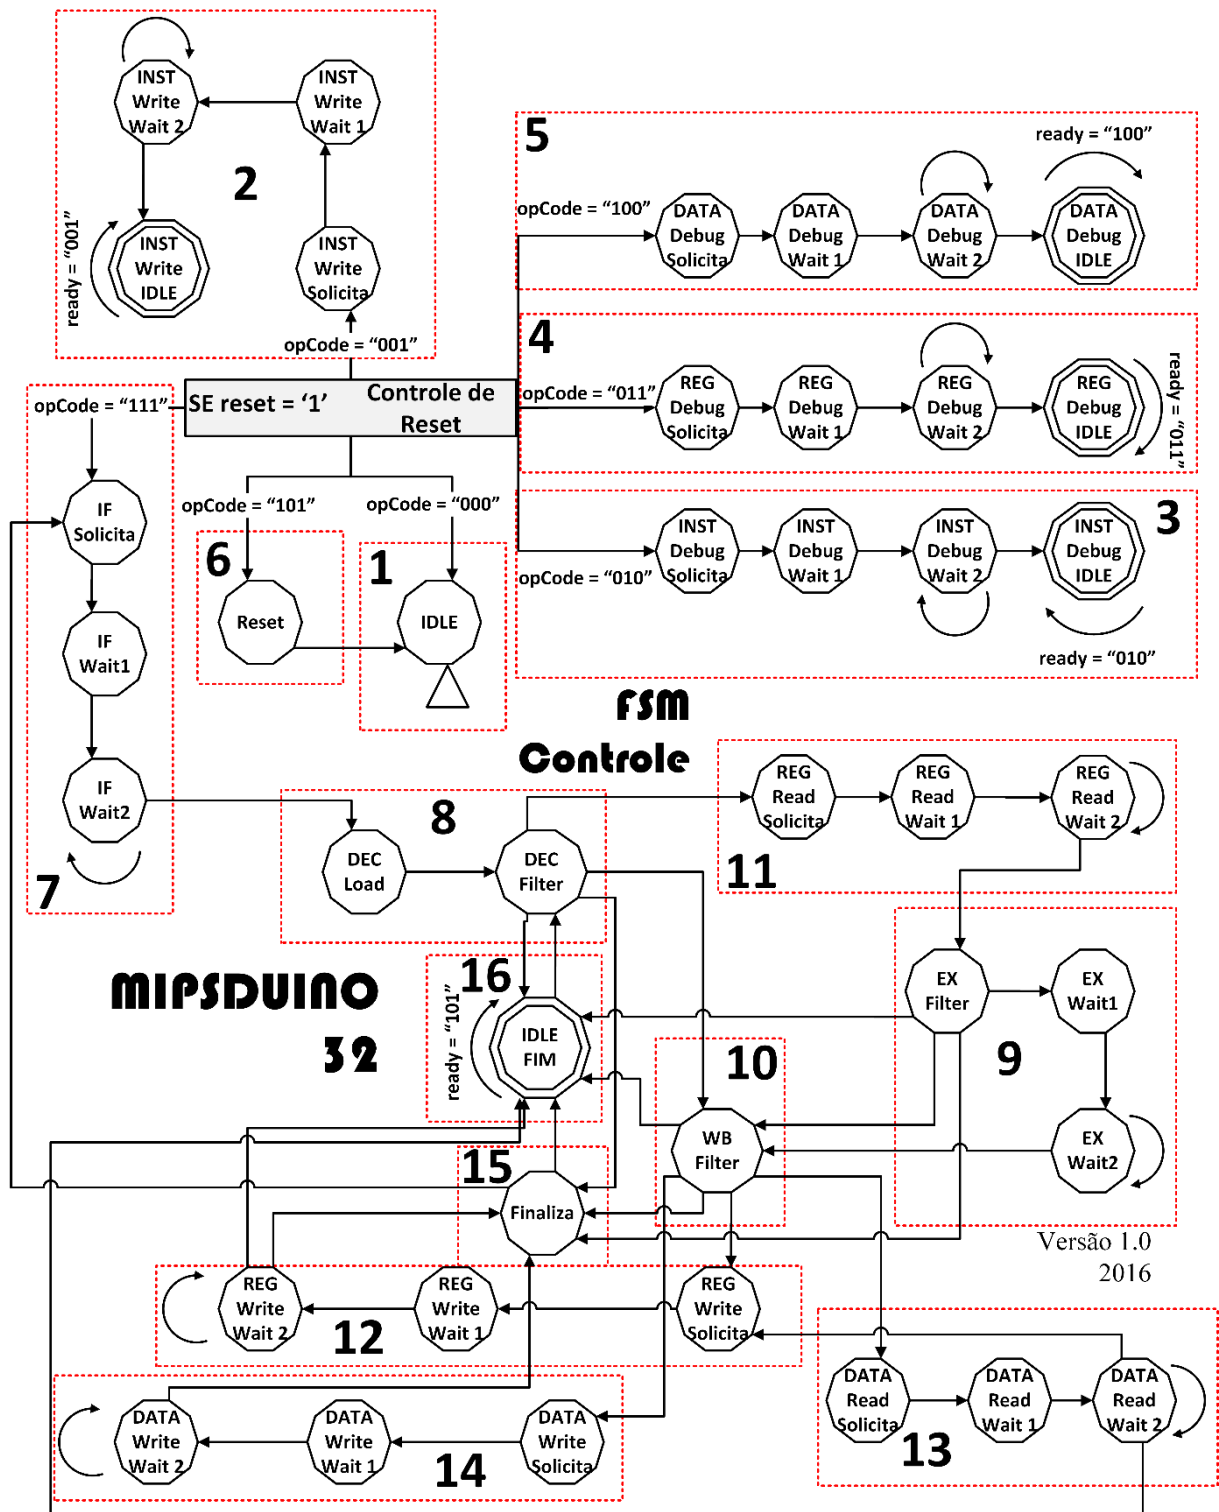 INST
Write
Wait 2
INST
Write
Wait 1
2
INST
Write
IDLE
ready = “001”
INST
Write
Solicita
opCode = “001”
5
ready = “100”
opCode = “100”
DATA
Debug
Solicita
DATA
Debug
Wait 1
DATA
Debug
Wait 2
DATA
Debug
IDLE
4
opCode = “011”
REG
Debug
Solicita
REG
Debug
Wait 1
REG
Debug
Wait 2
REG
Debug
IDLE
ready = “011”
3
opCode = “010”
INST
Debug
Solicita
INST
Debug
Wait 1
INST
Debug
Wait 2
INST
Debug
IDLE
ready = “010”
SE reset = ‘1’
Controle de
Reset
opCode = “111”
IF
Solicita
IF
Wait1
IF
Wait2
7
opCode = “101”
6
Reset
opCode = “000”
1
IDLE
FSM
Controle
8
DEC
Load
DEC
Filter
REG
Read
Solicita
REG
Read
Wait 1
REG
Read
Wait 2
11
MIPSDUINO
32
16
ready = “101”
IDLE
FIM
EX
Filter
EX
Wait1
9
EX
Wait2
10
WB
Filter
15
Finaliza
Versão 1.0
2016
REG
Write
Wait 2
REG
Write
Wait 1
REG
Write
Solicita
12
DATA
Write
Wait 2
DATA
Write
Wait 1
DATA
Write
Solicita
14
DATA
Read
Solicita
DATA
Read
Wait 1
DATA
Read
Wait 2
13